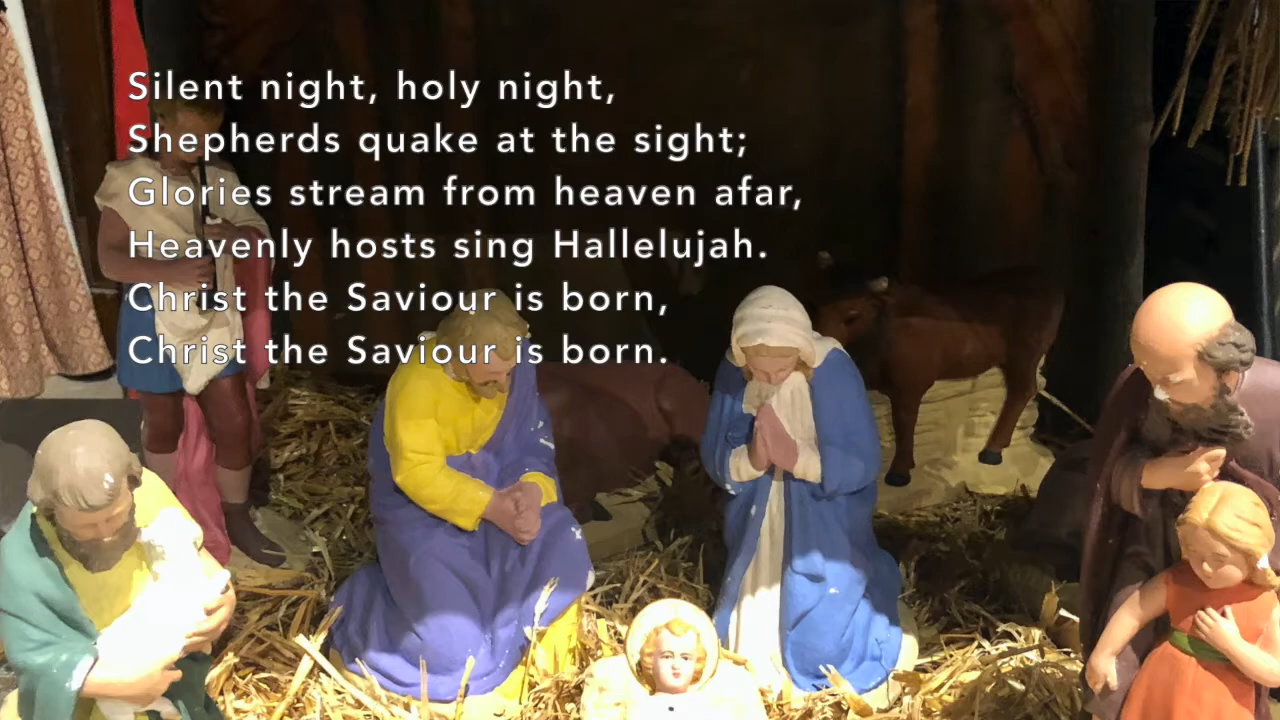 Silent night, holy night,
Shepherds quake at the sight;
Glories stream from heaven afar,
Heavenly hosts sing Hallelujah.
Christ the Saviour is born,
Christ the Saviour is born.